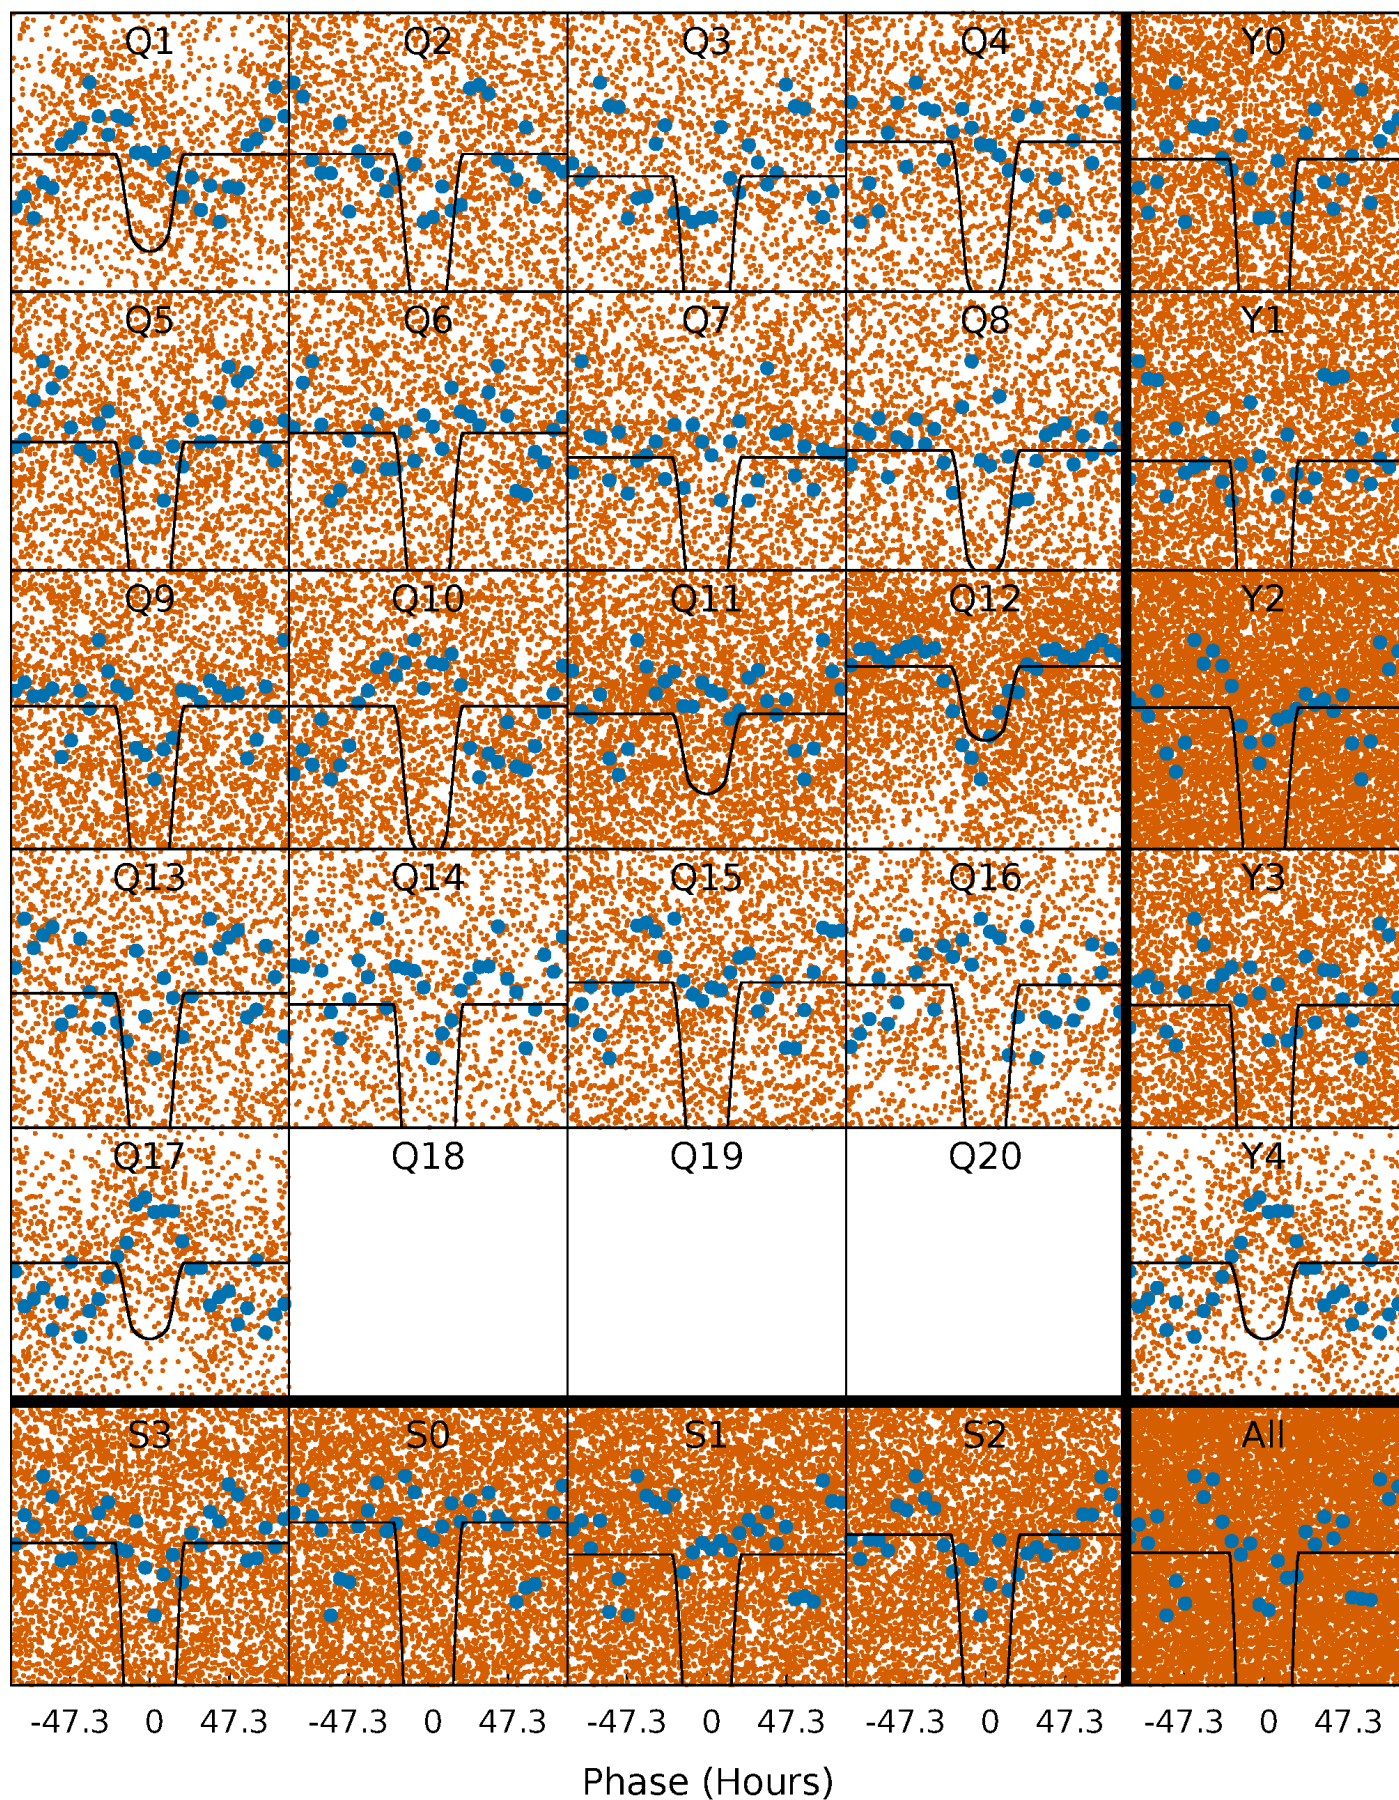 Q1 Q2 Q3 Q4 Y0
Q5 Q6 Q7 Q8 Y1
Q9 Q10 Q11 Q12 Y2
Q13 Q14 Q15 Q16 Y3
Q17 Q18 Q19 Q20 Y4
S3 S0 S1 S2 All
-47.3 0 47.3 -47.3 0 47.3 -47.3 0 47.3 -47.3 0 47.3 -47.3 0 47.3
Phase (Hours)